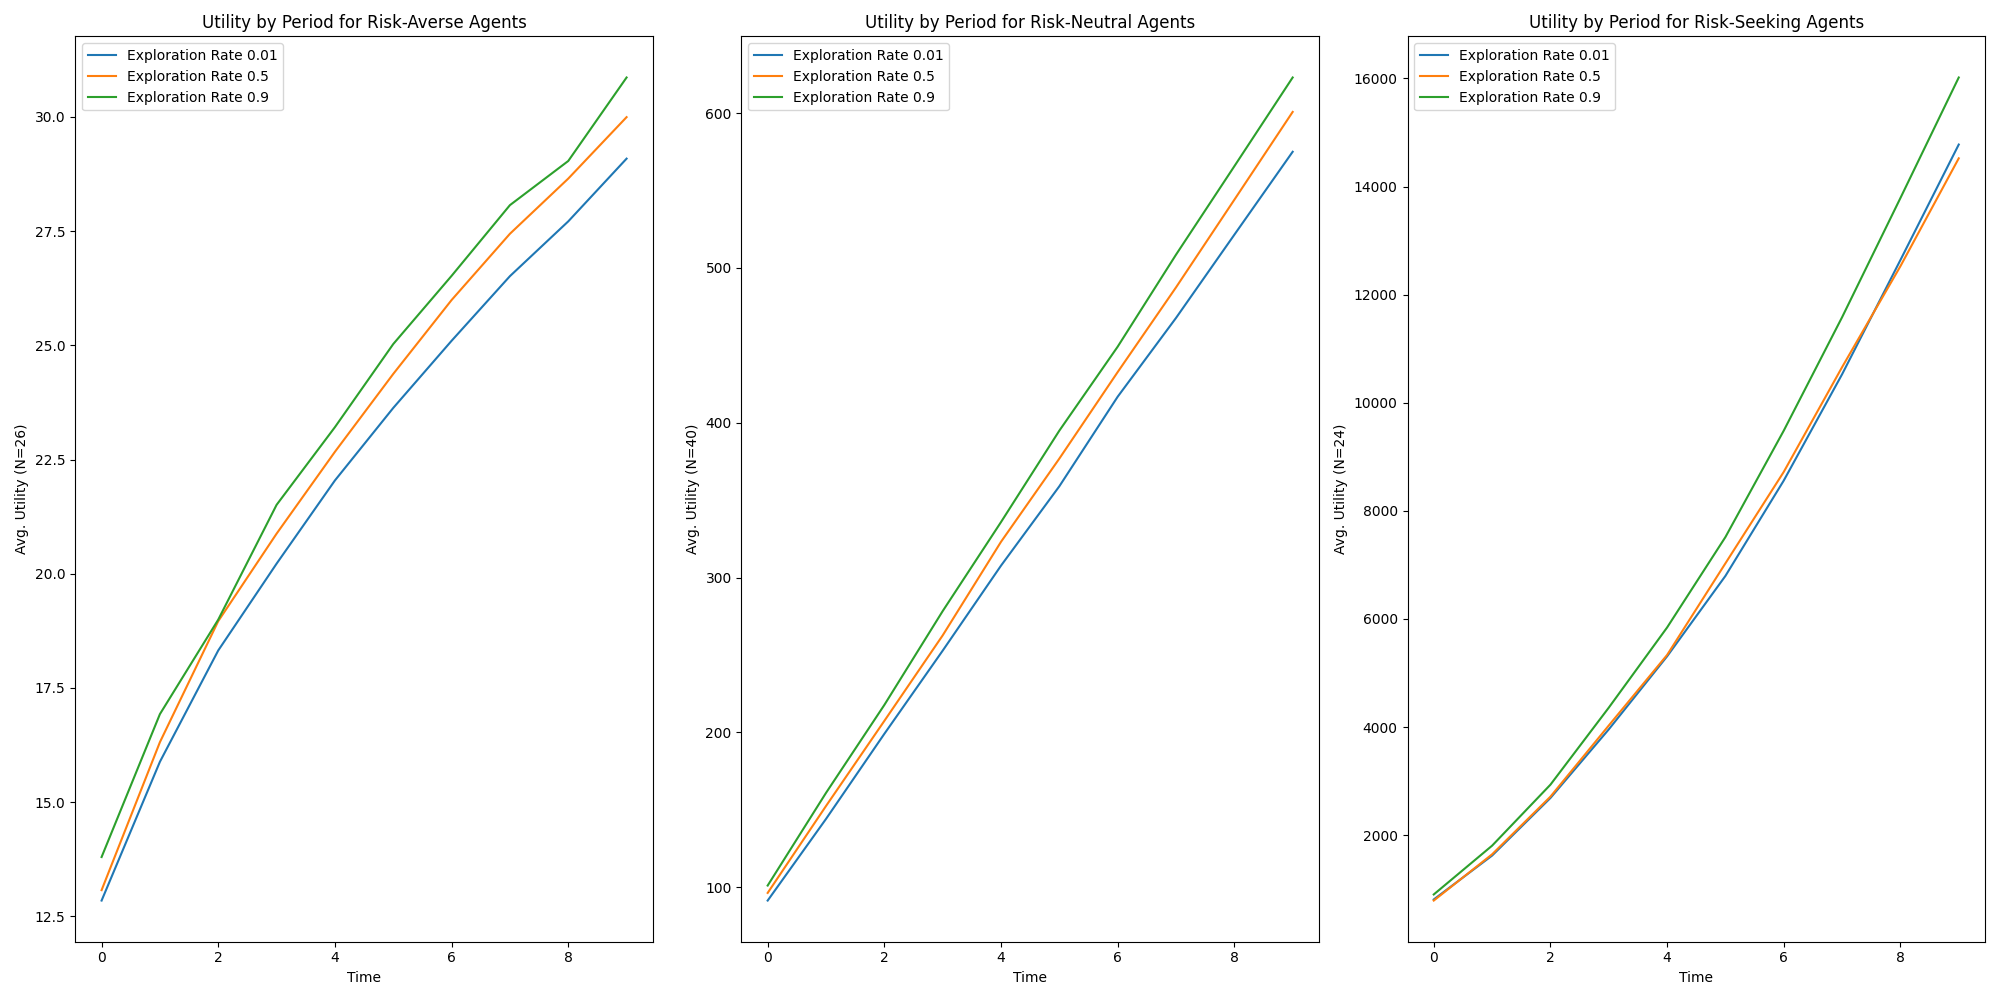 Utility by Period for Risk-Averse Agents
Exploration Rate 0.01
Exploration Rate 0.5
Exploration Rate 0.9
30.0
27.5
25.0
22.5
20.0
17.5
15.0
12.5
Avg. Utility (N=26)
0 2 4 6 8
Time
Utility by Period for Risk-Neutral Agents
Exploration Rate 0.01
Exploration Rate 0.5
Exploration Rate 0.9
600
500
400
300
200
100
Avg. Utility (N=40)
0 2 4 6 8
Time
Utility by Period for Risk-Seeking Agents
Exploration Rate 0.01
Exploration Rate 0.5
Exploration Rate 0.9
16000
14000
12000
10000
8000
6000
4000
2000
Avg. Utility (N=24)
0 2 4 6 8
Time